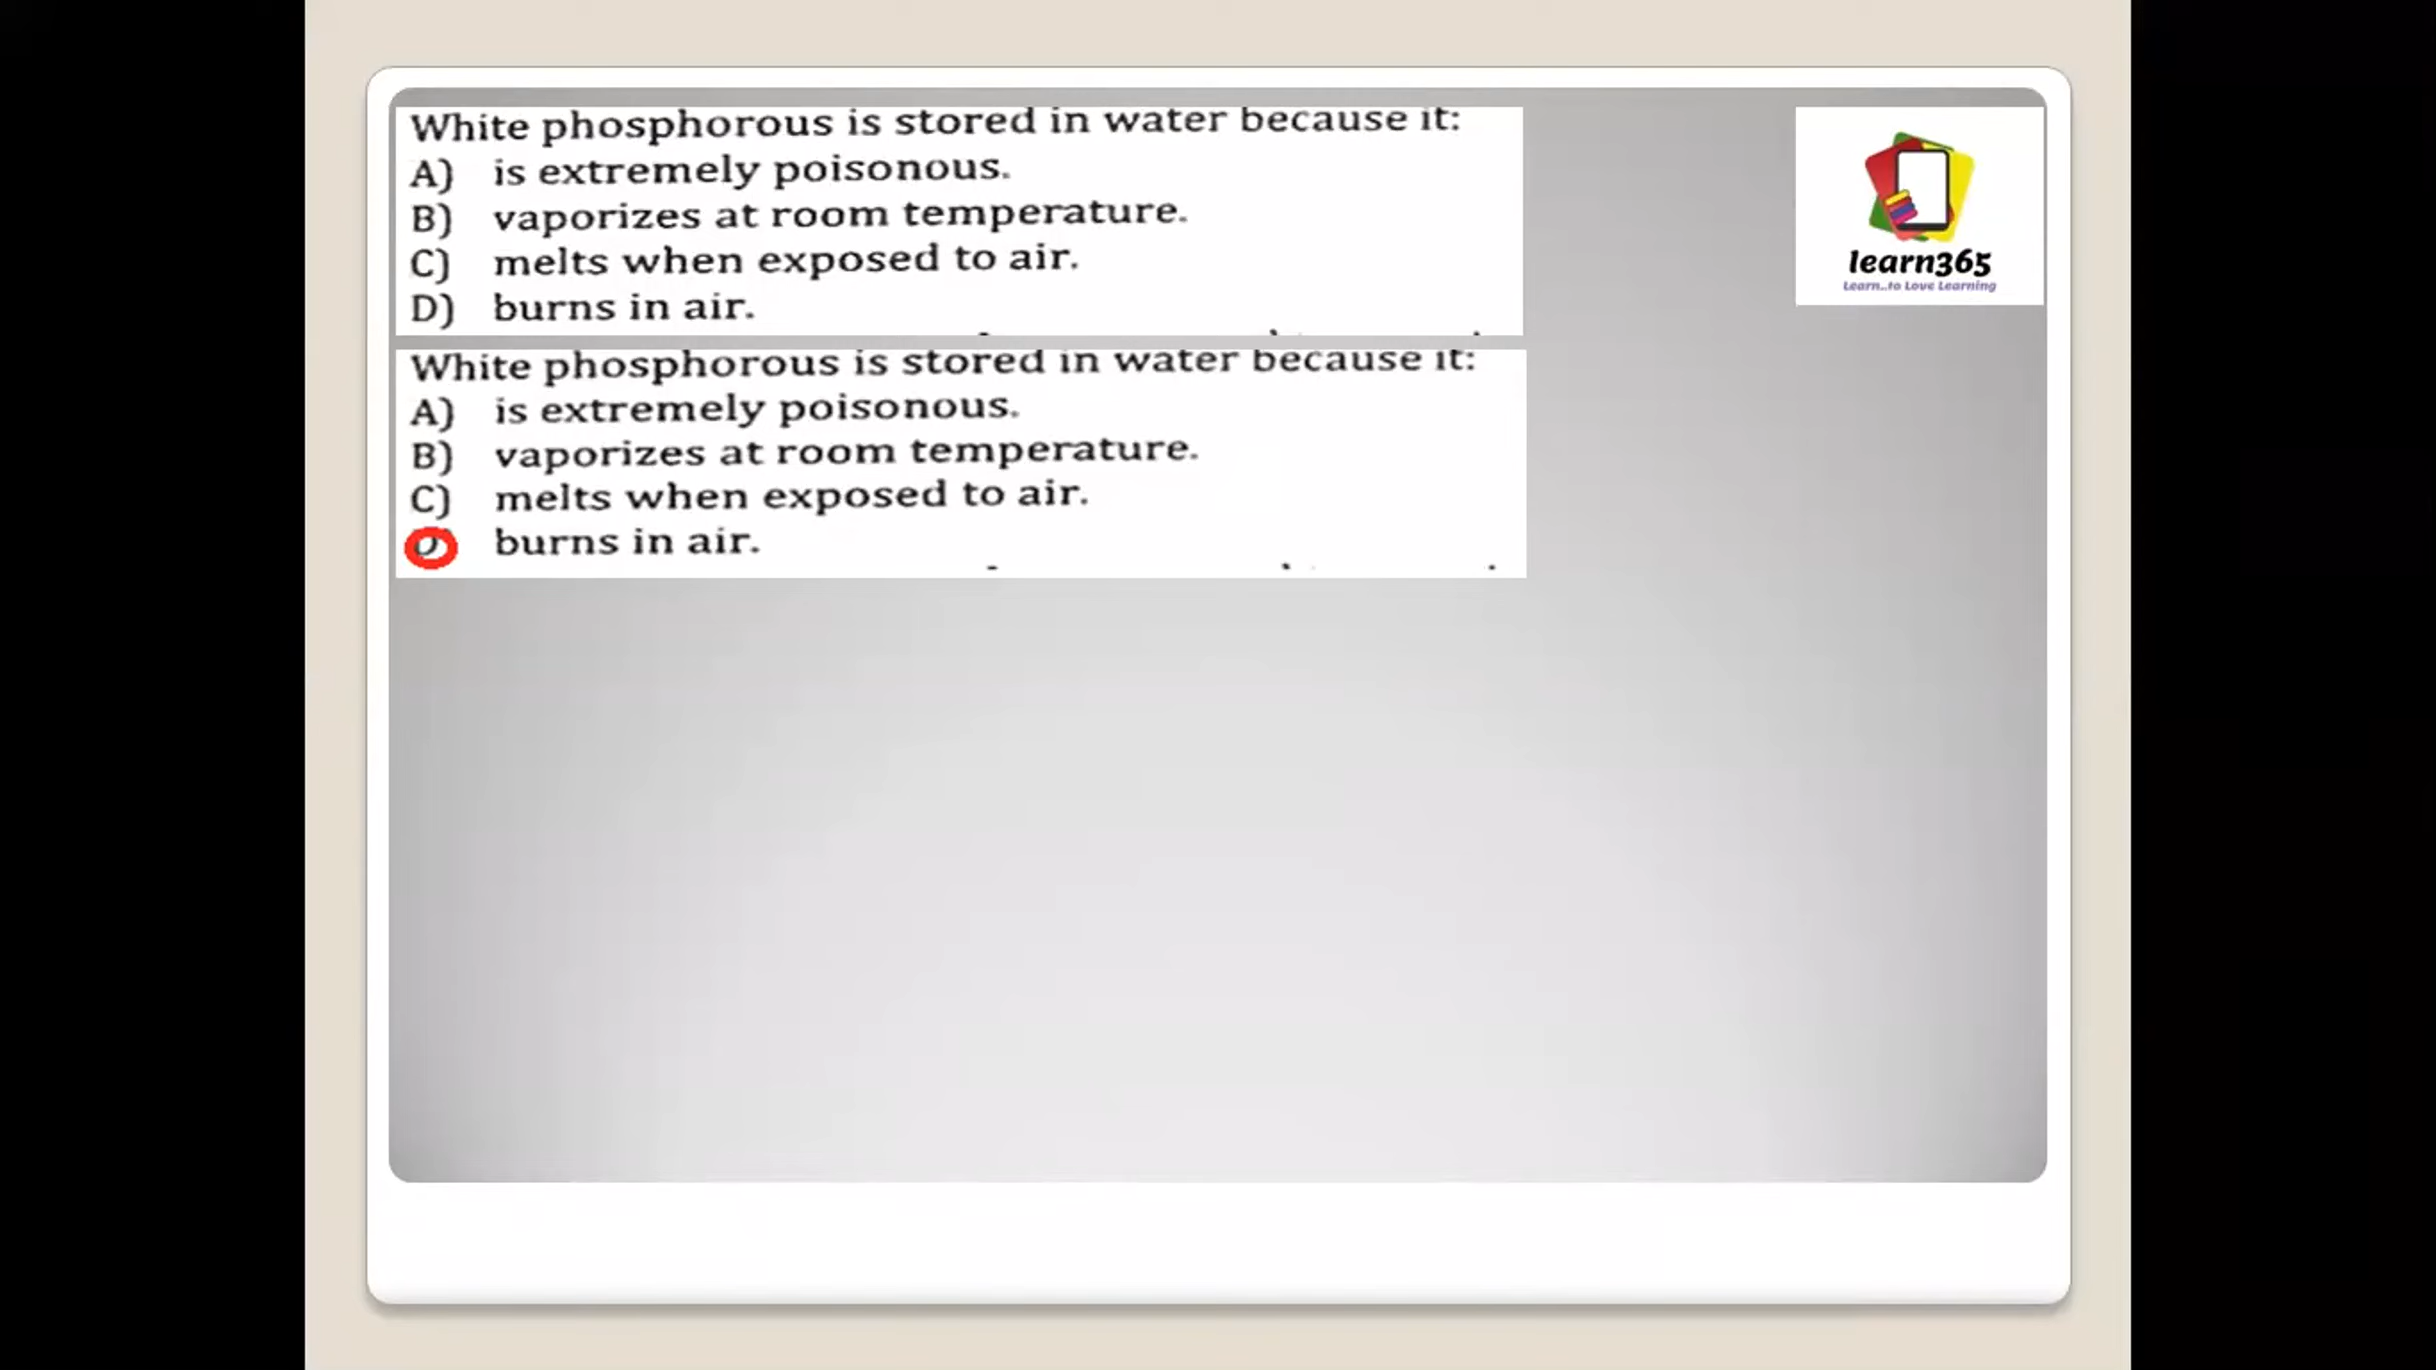 White phosphorous is stored in water because it:
A) is extremely poisonous.
B) vaporizes at room temperature.
C) melts when exposed to air.
D) burns in air.
learn365
Learn..to Love Learning
White phosphorous is stored in water because it:
A) is extremely poisonous.
B) vaporizes at room temperature.
C) melts when exposed to air.
D) burns in air.